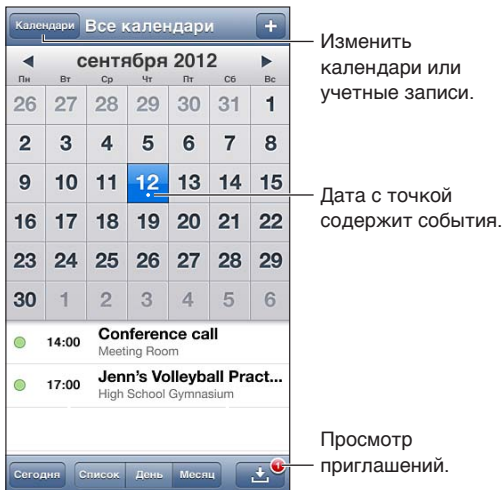 Календари Все календари +
сентября 2012
Пн Вт Ср Чт Пт Сб Вс
26 27 28 29 30 31 1
2 3 4 5 6 7 8
9 10 11 12 13 14 15
16 17 18 19 20 21 22
23 24 25 26 27 28 29
30 1 2 3 4 5 6
14:00 Conference call
Meeting Room
17:00 Jenn’s Volleyball Pract...
High School Gymnasium
Сегодня Список День Месяц 1
Изменить
календари или
учетные записи.
Дата с точкой
содержит события.
Просмотр
приглашений.